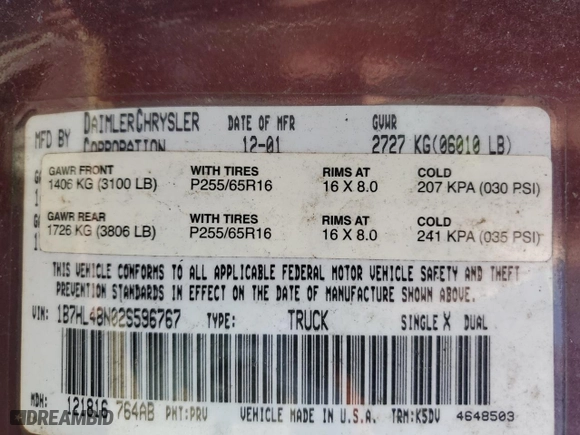 MFD BY DAIMLERCHRYSLER CORPORATION DATE OF MFR 12-01 GVWR 2727 KG(06010 LB)
GAWR FRONT WITH TIRES RIMS AT COLD
1406 KG (3100 LB) P255/65R16 16 X 8.0 207 KPA (030 PSI)
GAWR REAR WITH TIRES RIMS AT COLD
1726 KG (3806 LB) P255/65R16 16 X 8.0 241 KPA (035 PSI)
THIS VEHICLE CONFORMS TO ALL APPLICABLE FEDERAL MOTOR VEHICLE SAFETY AND THEFT
PREVENTION STANDARDS IN EFFECT ON THE DATE OF MANUFACTURE SHOWN ABOVE.
VIN: 1B7HL48N02S596767 TYPE: TRUCK SINGLE X DUAL
MDH: 121816 764AB PNT:PRV VEHICLE MADE IN U.S.A. TRM:K5DV 4648503
DREAMBID